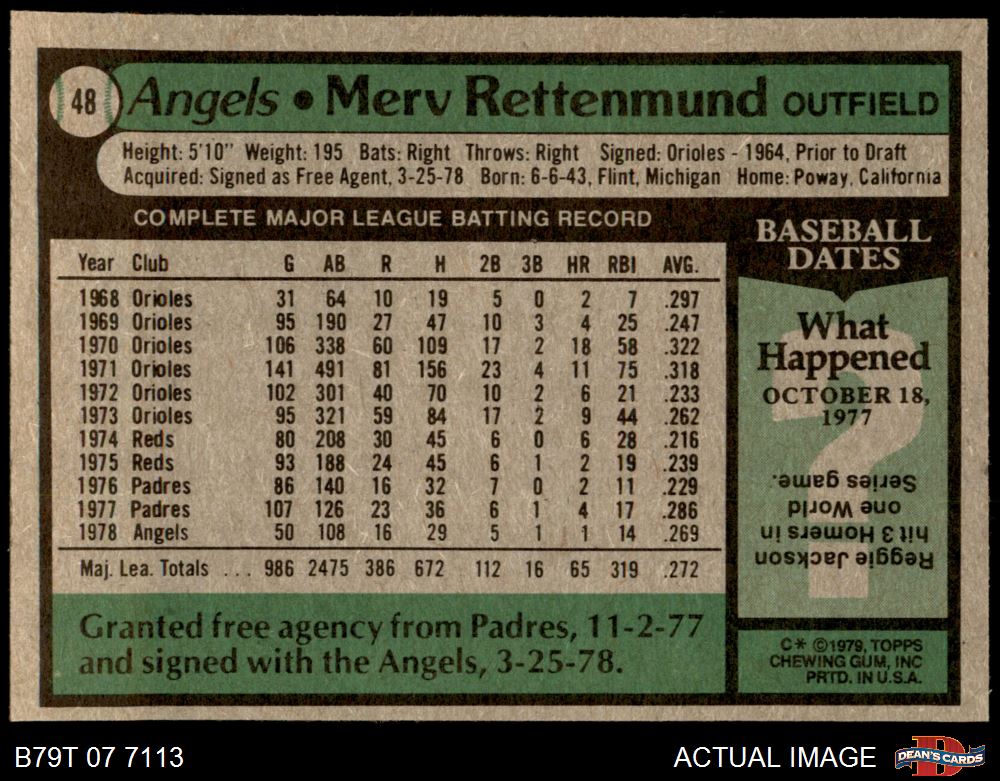 48 Angels • Merv Rettenmund OUTFIELD
Height: 5'10" Weight: 195 Bats: Right Throws: Right Signed: Orioles - 1964, Prior to Draft
Acquired: Signed as Free Agent, 3-25-78 Born: 6-6-43, Flint, Michigan Home: Poway, California
COMPLETE MAJOR LEAGUE BATTING RECORD
Year Club G AB R H 2B 3B HR RBI AVG.
1968 Orioles 31 64 10 19 5 0 2 7 .297
1969 Orioles 95 190 27 47 10 3 4 25 .247
1970 Orioles 106 338 60 109 17 2 18 58 .322
1971 Orioles 141 491 81 156 23 4 11 75 .318
1972 Orioles 102 301 40 70 10 2 6 21 .233
1973 Orioles 95 321 59 84 17 2 9 44 .262
1974 Reds 80 208 30 45 6 0 6 28 .216
1975 Reds 93 188 24 45 6 1 2 19 .239
1976 Padres 86 140 16 32 7 0 2 11 .229
1977 Padres 107 126 23 36 6 1 4 17 .286
1978 Angels 50 108 16 29 5 1 1 14 .269
Maj. Lea. Totals ... 986 2475 386 672 112 16 65 319 .272
Granted free agency from Padres, 11-2-77
and signed with the Angels, 3-25-78.
BASEBALL
DATES
What
Happened
OCTOBER 18,
1977
?
Reggie Jackson
hit 3 Homers in
one World
Series game.
C* ©1979, TOPPS
CHEWING GUM, INC
PRTD. IN U.S.A.
B79T 07 7113
ACTUAL IMAGE
D
DEAN'S CARDS